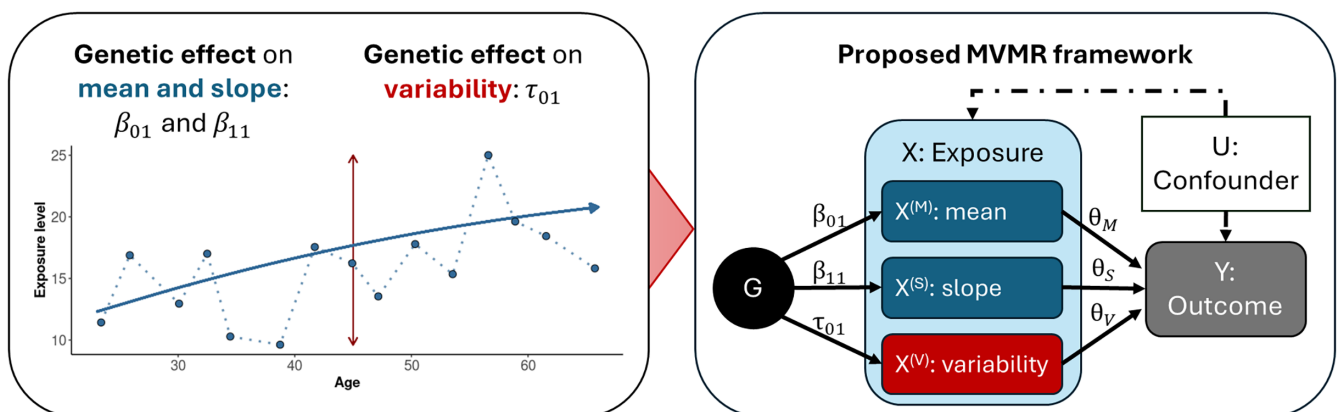 Genetic effect on
mean and slope:
β01 and β11
Genetic effect on
variability: τ01
Exposure level
25
20
15
10
30
40
50
60
Age
Proposed MVMR framework
X: Exposure
U:
Confounder
G
β01
β11
τ01
X(M): mean
X(S): slope
X(V): variability
θM
θS
θV
Y:
Outcome